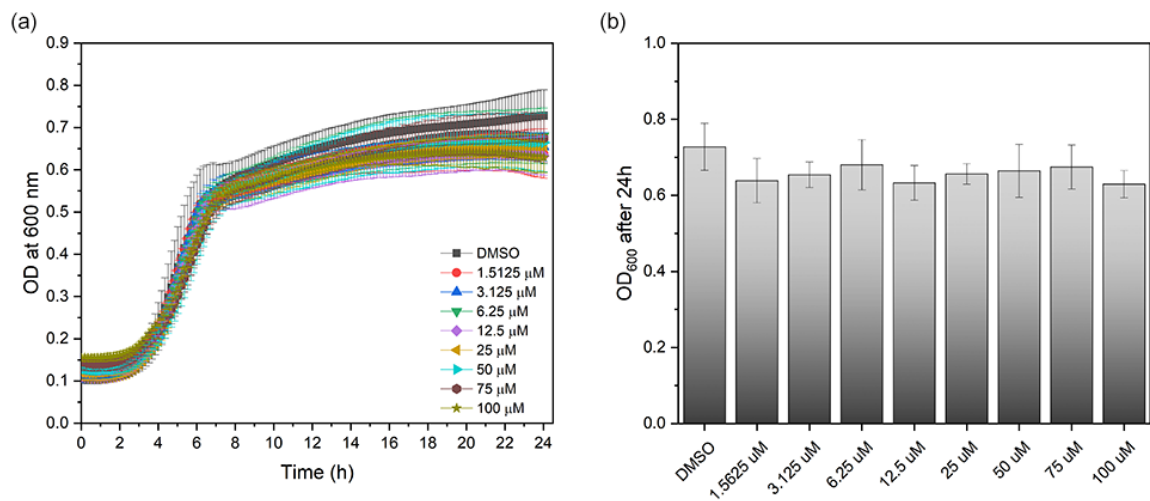 (a)
0.9
0.8
0.7
0.6
0.5
0.4
0.3
0.2
0.1
0.0
OD at 600 nm
DMSO
1.5125 μM
3.125 μM
6.25 μM
12.5 μM
25 μM
50 μM
75 μM
100 μM
0 2 4 6 8 10 12 14 16 18 20 22 24
Time (h)
(b)
1.0
0.8
0.6
0.4
0.2
0.0
OD600 after 24h
DMSO
1.5625 uM
3.125 uM
6.25 uM
12.5 uM
25 uM
50 uM
75 uM
100 uM